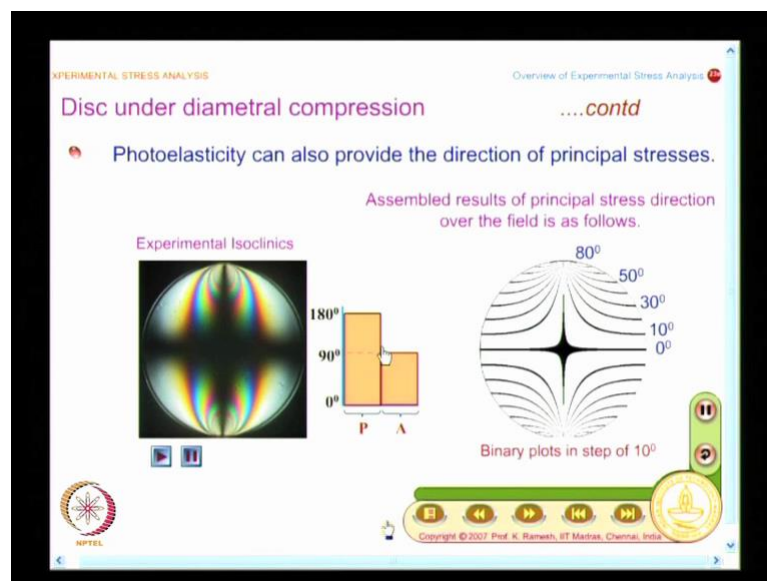 XPERIMENTAL STRESS ANALYSIS
Overview of Experimental Stress Analysis
Disc under diametral compression
....contd
Photoelasticity can also provide the direction of principal stresses.
Assembled results of principal stress direction
over the field is as follows.
Experimental Isoclinics
80⁰
50⁰
30⁰
10⁰
0⁰
180⁰
90⁰
0⁰
P A
Binary plots in step of 10⁰
NPTEL
Copyright © 2007 Prof. K. Ramesh, IIT Madras, Chennai, India